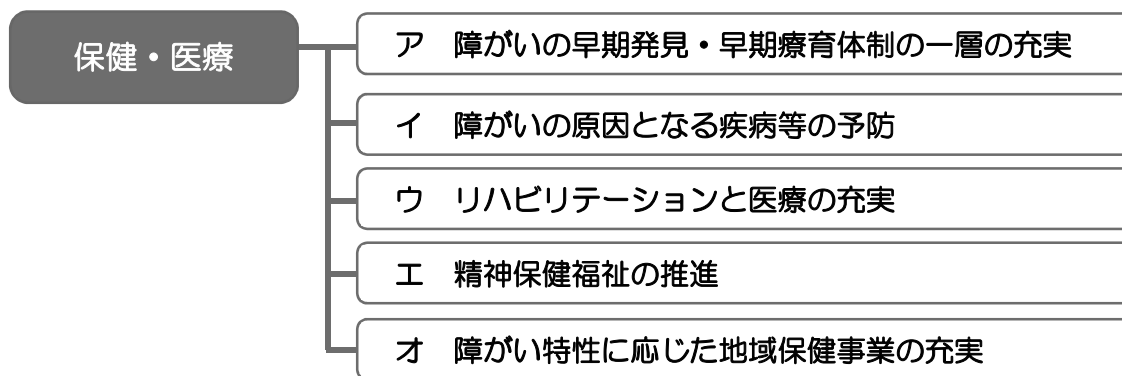 保健・医療
ア　障がいの早期発見・早期療育体制の一層の充実
イ　障がいの原因となる疾病等の予防
ウ　リハビリテーションと医療の充実
エ　精神保健福祉の推進
オ　障がい特性に応じた地域保健事業の充実